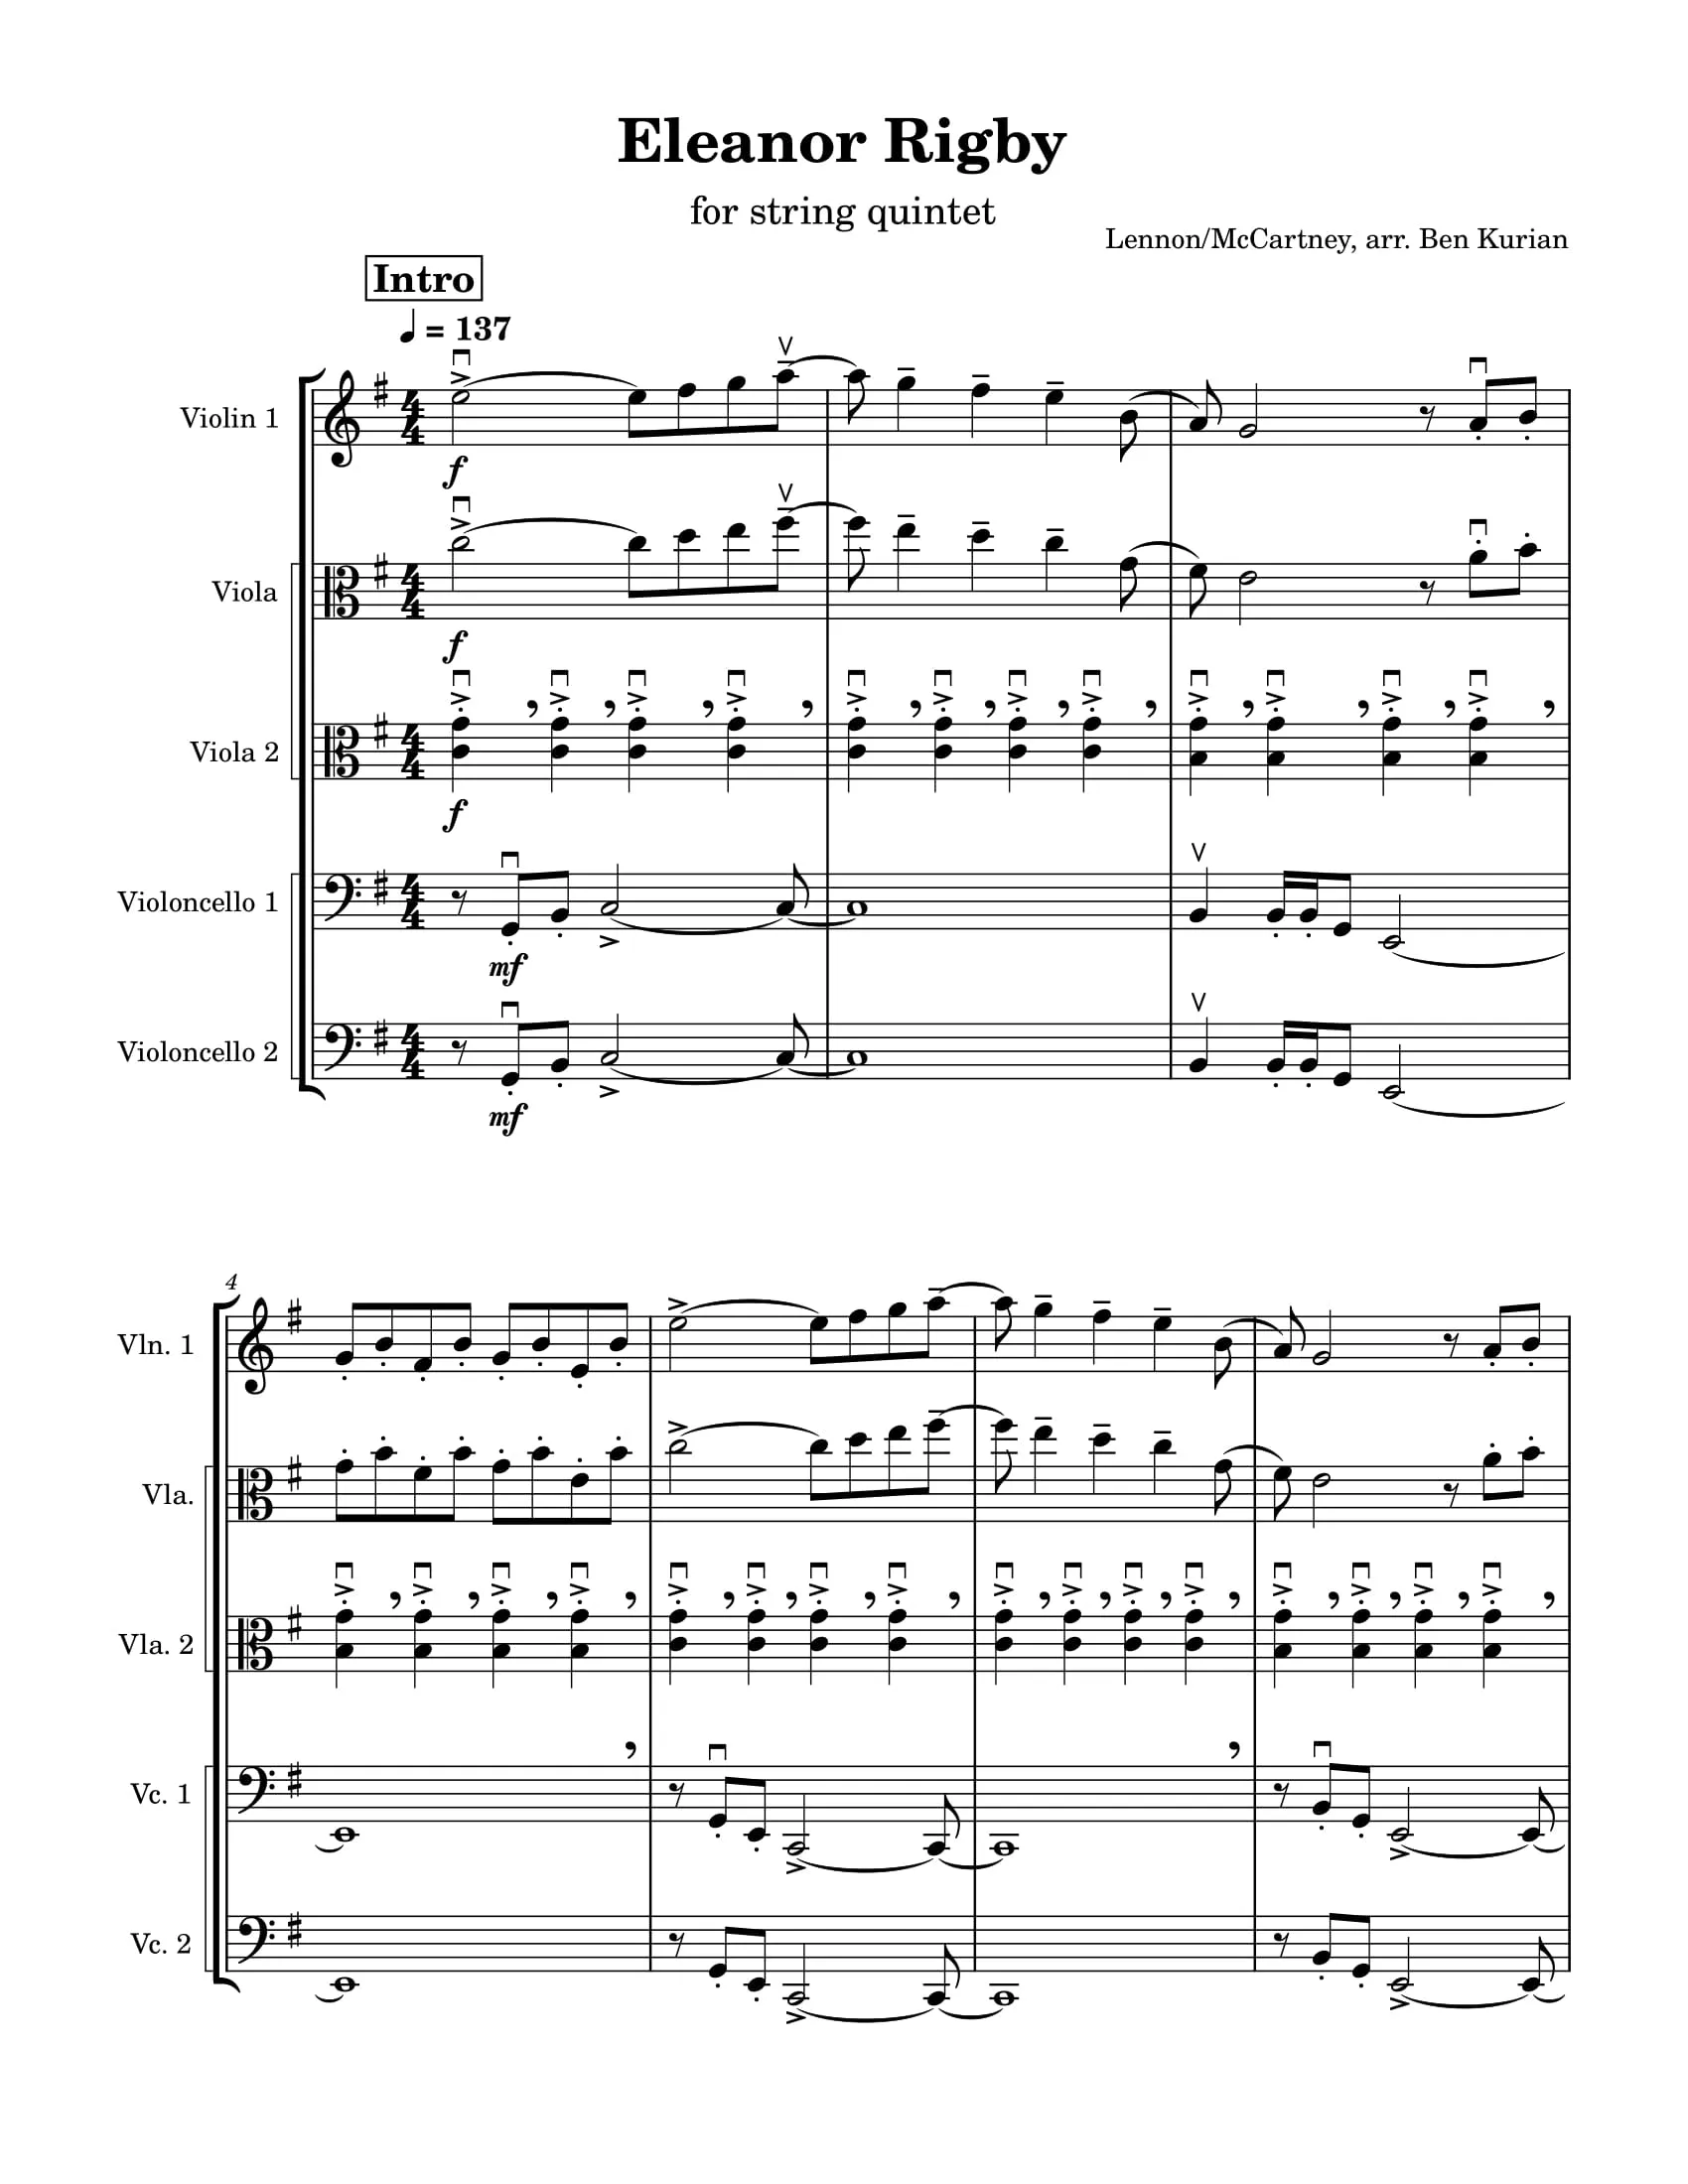 Eleanor Rigby
for string quintet
Lennon/McCartney, arr. Ben Kurian
Intro
= 137
Violin 1
f
Viola
f
Viola 2
f
Violoncello 1
mf
Violoncello 2
mf
4
Vln. 1
Vla.
Vla. 2
Vc. 1
Vc. 2